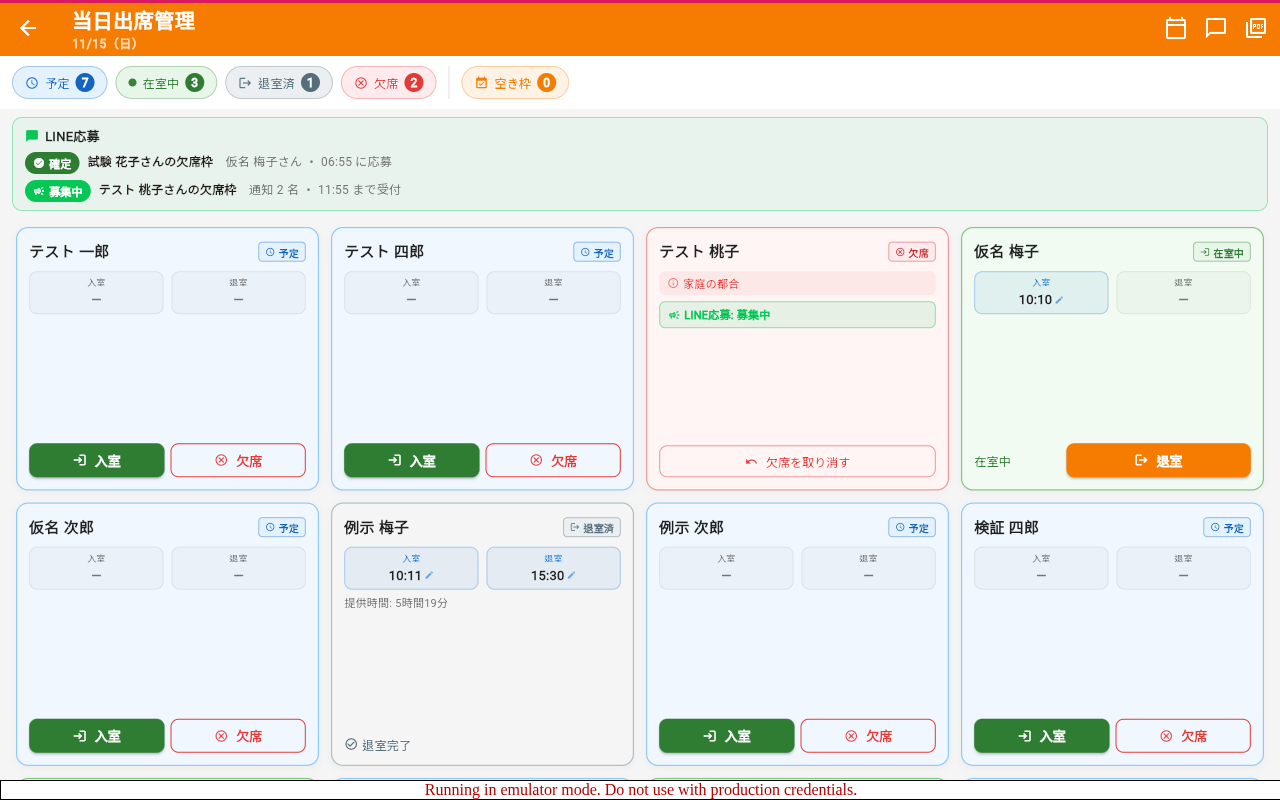 当日出席管理
11/15（日）
PDF
予定 7
在室中 3
退室済 1
欠席 2
空き枠 0
LINE応募
確定 試験 花子さんの欠席枠 仮名 梅子さん ・ 06:55 に応募
募集中 テスト 桃子さんの欠席枠 通知 2 名 ・ 11:55 まで受付
テスト 一郎 予定
入室 退室
— —
入室 欠席
テスト 四郎 予定
入室 退室
— —
入室 欠席
テスト 桃子 欠席
家庭の都合
LINE応募: 募集中
欠席を取り消す
仮名 梅子 在室中
入室 退室
10:10 —
在室中 退室
仮名 次郎 予定
入室 退室
— —
入室 欠席
例示 梅子 退室済
入室 退室
10:11 15:30
提供時間: 5時間19分
退室完了
例示 次郎 予定
入室 退室
— —
入室 欠席
検証 四郎 予定
入室 退室
— —
入室 欠席
Running in emulator mode. Do not use with production credentials.